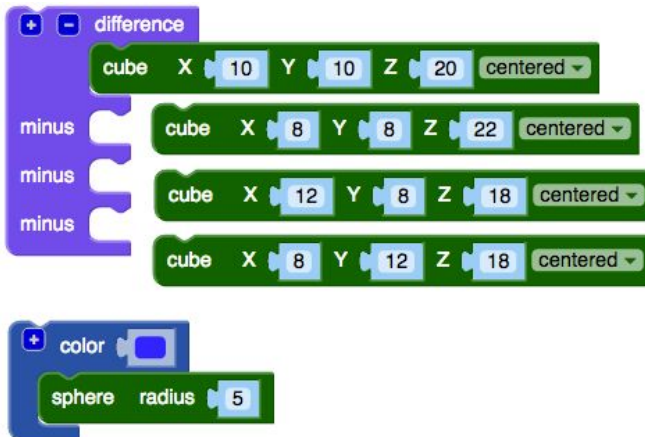 + - difference
cube X 10 Y 10 Z 20 centered
minus cube X 8 Y 8 Z 22 centered
minus cube X 12 Y 8 Z 18 centered
minus cube X 8 Y 12 Z 18 centered
+ color
sphere radius 5